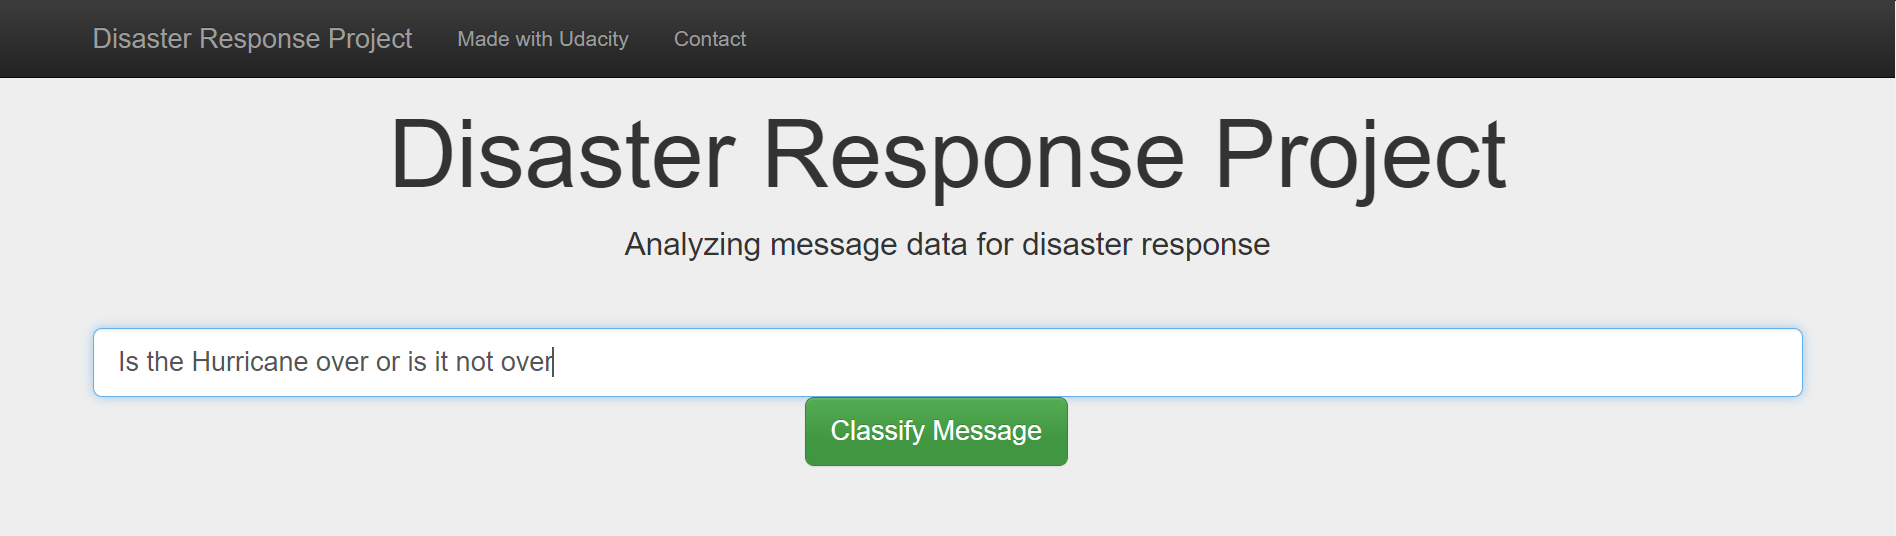 Disaster Response Project Made with Udacity Contact
Disaster Response Project
Analyzing message data for disaster response
Is the Hurricane over or is it not over
Classify Message